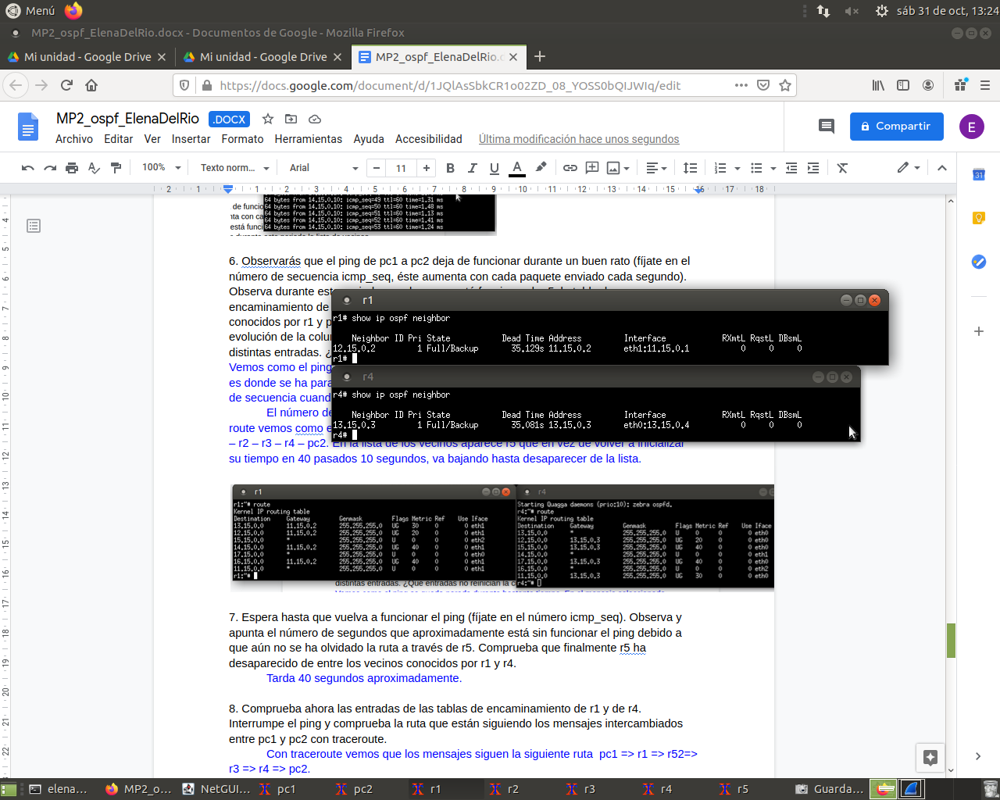 Menú
sáb 31 de oct, 13:24
MP2_ospf_ElenaDelRio.docx - Documentos de Google - Mozilla Firefox
Mi unidad - Google Drive
Mi unidad - Google Drive
MP2_ospf_ElenaDelRio.d
https://docs.google.com/document/d/1JQlAsSbkCR1o02ZD_08_YOSS0bQIJWIq/edit
MP2_ospf_ElenaDelRio .DOCX
Compartir
E
Archivo Editar Ver Insertar Formato Herramientas Ayuda Accesibilidad Última modificación hace unos segundos
100% Texto norm... Arial 11
64 bytes from 14.15.0.10: icmp_seq=49 ttl=60 time=1.31 ms
64 bytes from 14.15.0.10: icmp_seq=50 ttl=60 time=1.48 ms
64 bytes from 14.15.0.10: icmp_seq=51 ttl=60 time=1.13 ms
64 bytes from 14.15.0.10: icmp_seq=52 ttl=60 time=1.41 ms
64 bytes from 14.15.0.10: icmp_seq=53 ttl=60 time=1.24 ms
6. Observarás que el ping de pc1 a pc2 deja de funcionar durante un buen rato (fíjate en el
número de secuencia icmp_seq, éste aumenta con cada paquete enviado cada segundo).
Observa durante est
encaminamiento de
conocidos por r1 y p
evolución de la colu
distintas entradas. ¿
Vemos como el ping
es donde se ha para
de secuencia cuand
El número de
route vemos como e
– r2 – r3 – r4 – pc2. En la lista de los vecinos aparece r5 que en vez de volver a inicializar
su tiempo en 40 pasados 10 segundos, va bajando hasta desaparecer de la lista.
r1
r1# show ip ospf neighbor
Neighbor ID Pri State Dead Time Address Interface RXmtL RqstL DBsmL
12.15.0.2 1 Full/Backup 35.129s 11.15.0.2 eth1:11.15.0.1 0 0 0
r1#
r4
r4# show ip ospf neighbor
Neighbor ID Pri State Dead Time Address Interface RXmtL RqstL DBsmL
13.15.0.3 1 Full/Backup 35.081s 13.15.0.3 eth0:13.15.0.4 0 0 0
r4#
r1
r1:~# route
Kernel IP routing table
Destination Gateway Genmask Flags Metric Ref Use Iface
13.15.0.0 11.15.0.2 255.255.255.0 UG 30 0 0 eth1
12.15.0.0 11.15.0.2 255.255.255.0 UG 20 0 0 eth1
15.15.0.0 * 255.255.255.0 U 0 0 0 eth2
14.15.0.0 11.15.0.2 255.255.255.0 UG 40 0 0 eth1
17.15.0.0 * 255.255.255.0 U 0 0 0 eth0
16.15.0.0 11.15.0.2 255.255.255.0 UG 40 0 0 eth1
11.15.0.0 * 255.255.255.0 U 0 0 0 eth1
r1:~#
r4
Starting Quagga daemons (prio:10): zebra ospfd.
r4:~# route
Kernel IP routing table
Destination Gateway Genmask Flags Metric Ref Use Iface
13.15.0.0 * 255.255.255.0 U 0 0 0 eth0
12.15.0.0 13.15.0.3 255.255.255.0 UG 20 0 0 eth0
15.15.0.0 13.15.0.3 255.255.255.0 UG 40 0 0 eth0
14.15.0.0 * 255.255.255.0 U 0 0 0 eth1
17.15.0.0 13.15.0.3 255.255.255.0 UG 40 0 0 eth0
16.15.0.0 * 255.255.255.0 U 0 0 0 eth2
11.15.0.0 13.15.0.3 255.255.255.0 UG 30 0 0 eth0
r4:~#
distintas entradas. ¿Qué entradas no reinician la c
7. Espera hasta que vuelva a funcionar el ping (fíjate en el número icmp_seq). Observa y
apunta el número de segundos que aproximadamente está sin funcionar el ping debido a
que aún no se ha olvidado la ruta a través de r5. Comprueba que finalmente r5 ha
desaparecido de entre los vecinos conocidos por r1 y r4.
Tarda 40 segundos aproximadamente.
8. Comprueba ahora las entradas de las tablas de encaminamiento de r1 y de r4.
Interrumpe el ping y comprueba la ruta que están siguiendo los mensajes intercambiados
entre pc1 y pc2 con traceroute.
Con traceroute vemos que los mensajes siguen la siguiente ruta pc1 => r1 => r52=>
r3 => r4 => pc2.
elena... MP2_o... NetGUI... pc1 pc2 r1 r2 r3 r4 r5 Guarda...